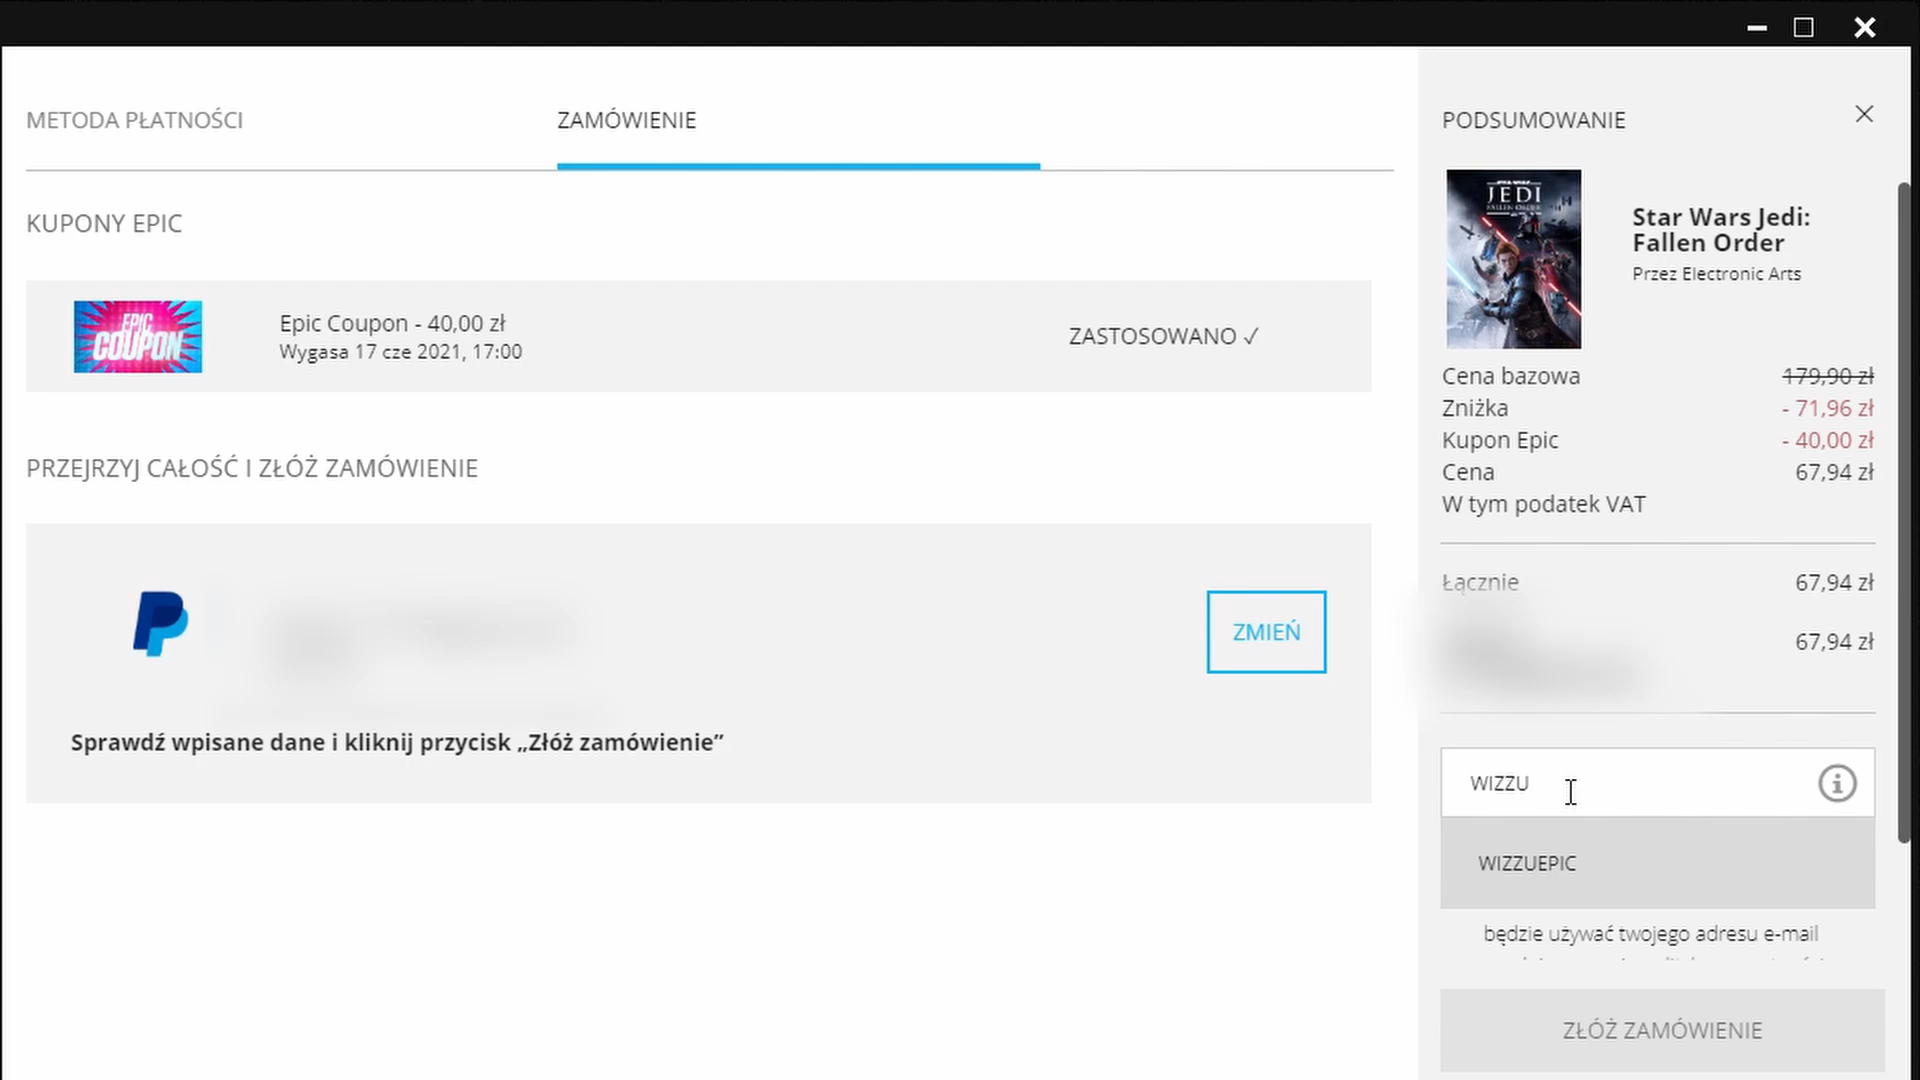 METODA PŁATNOŚCI
ZAMÓWIENIE
KUPONY EPIC
EPIC
COUPON
Epic Coupon - 40,00 zł
Wygasa 17 cze 2021, 17:00
ZASTOSOWANO ✓
PRZEJRZYJ CAŁOŚĆ I ZŁÓŻ ZAMÓWIENIE
ZMIEŃ
Sprawdź wpisane dane i kliknij przycisk „Złóż zamówienie”
PODSUMOWANIE
STAR WARS
JEDI
FALLEN ORDER
Star Wars Jedi:
Fallen Order
Przez Electronic Arts
Cena bazowa 179,90 zł
Zniżka - 71,96 zł
Kupon Epic - 40,00 zł
Cena 67,94 zł
W tym podatek VAT
Łącznie 67,94 zł
67,94 zł
WIZZU
WIZZUEPIC
będzie używać twojego adresu e-mail
ZŁÓŻ ZAMÓWIENIE